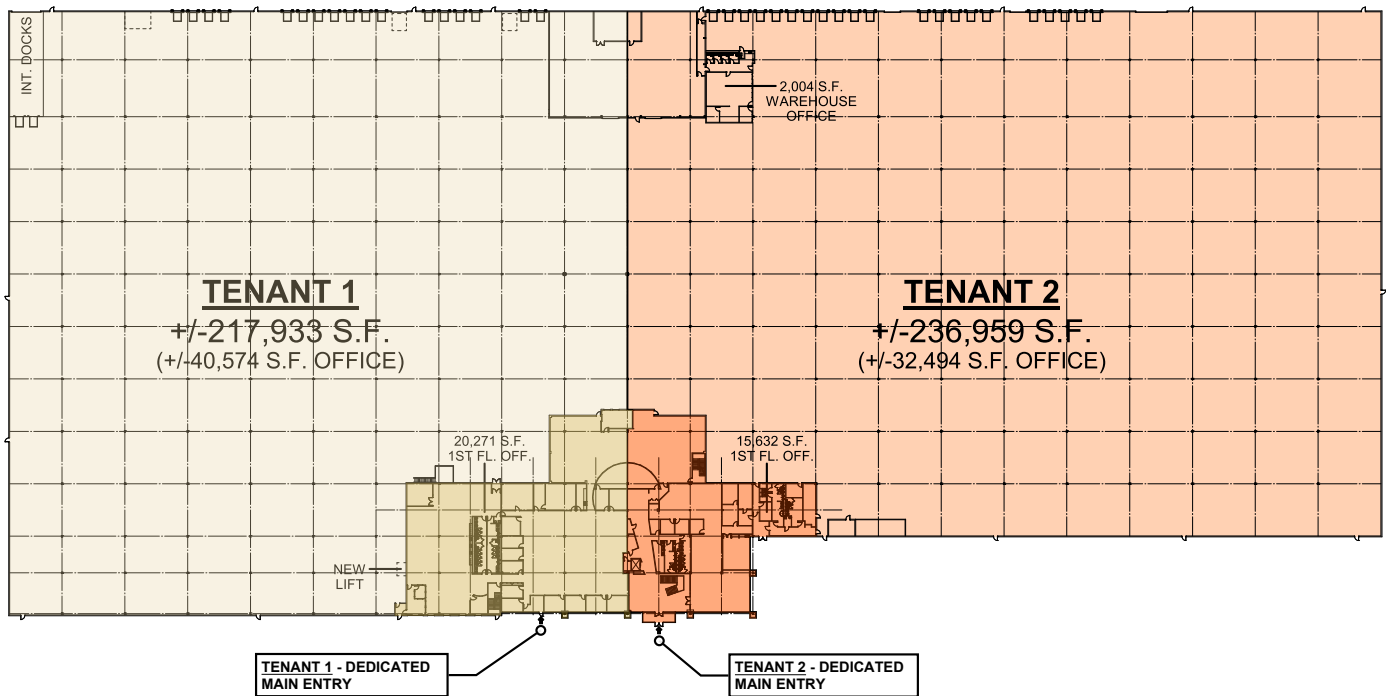 INT. DOCKS
2,004 S.F.
WAREHOUSE
OFFICE
TENANT 1
+/-217,933 S.F.
(+/-40,574 S.F. OFFICE)
TENANT 2
+/-236,959 S.F.
(+/-32,494 S.F. OFFICE)
20,271 S.F.
1ST FL. OFF.
15,632 S.F.
1ST FL. OFF.
NEW
LIFT
TENANT 1 - DEDICATED
MAIN ENTRY
TENANT 2 - DEDICATED
MAIN ENTRY